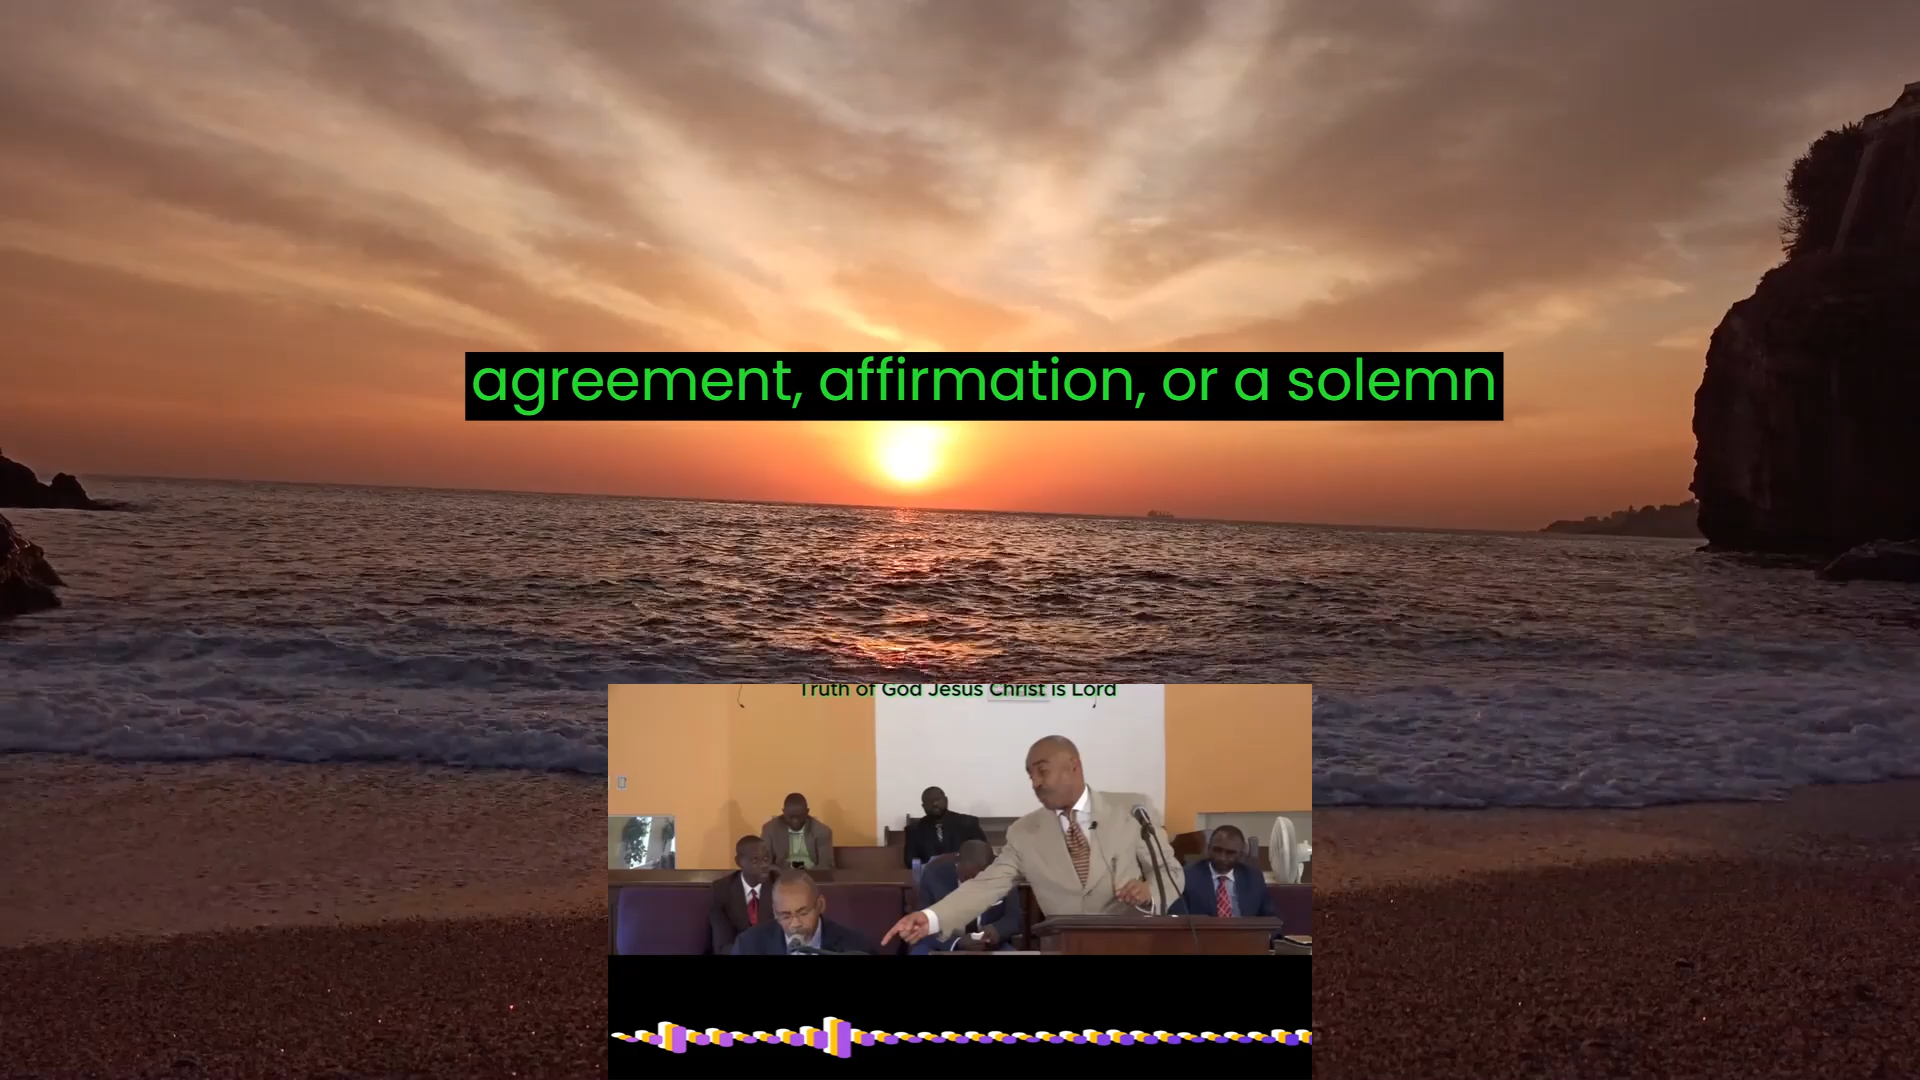 agreement, affirmation, or a solemn
Truth of God Jesus Christ is Lord